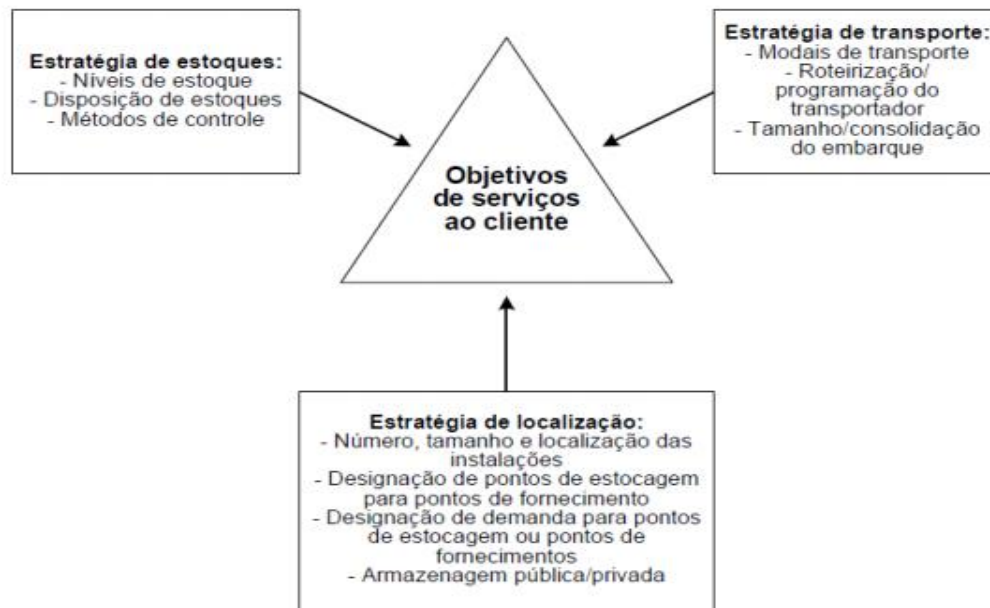 Estratégia de estoques:
- Níveis de estoque
- Disposição de estoques
- Métodos de controle
Estratégia de transporte:
- Modais de transporte
- Roteirização/
programação do
transportador
- Tamanho/consolidação
do embarque
Objetivos
de serviços
ao cliente
Estratégia de localização:
- Número, tamanho e localização das
instalações
- Designação de pontos de estocagem
para pontos de fornecimento
- Designação de demanda para pontos
de estocagem ou pontos de
fornecimentos
- Armazenagem pública/privada